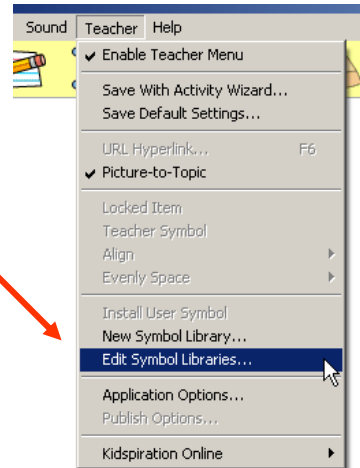 Sound Teacher Help
Enable Teacher Menu
Save With Activity Wizard...
Save Default Settings...
URL Hyperlink... F6
Picture-to-Topic
Locked Item
Teacher Symbol
Align
Evenly Space
Install User Symbol
New Symbol Library...
Edit Symbol Libraries...
Application Options...
Publish Options...
Kidspiration Online